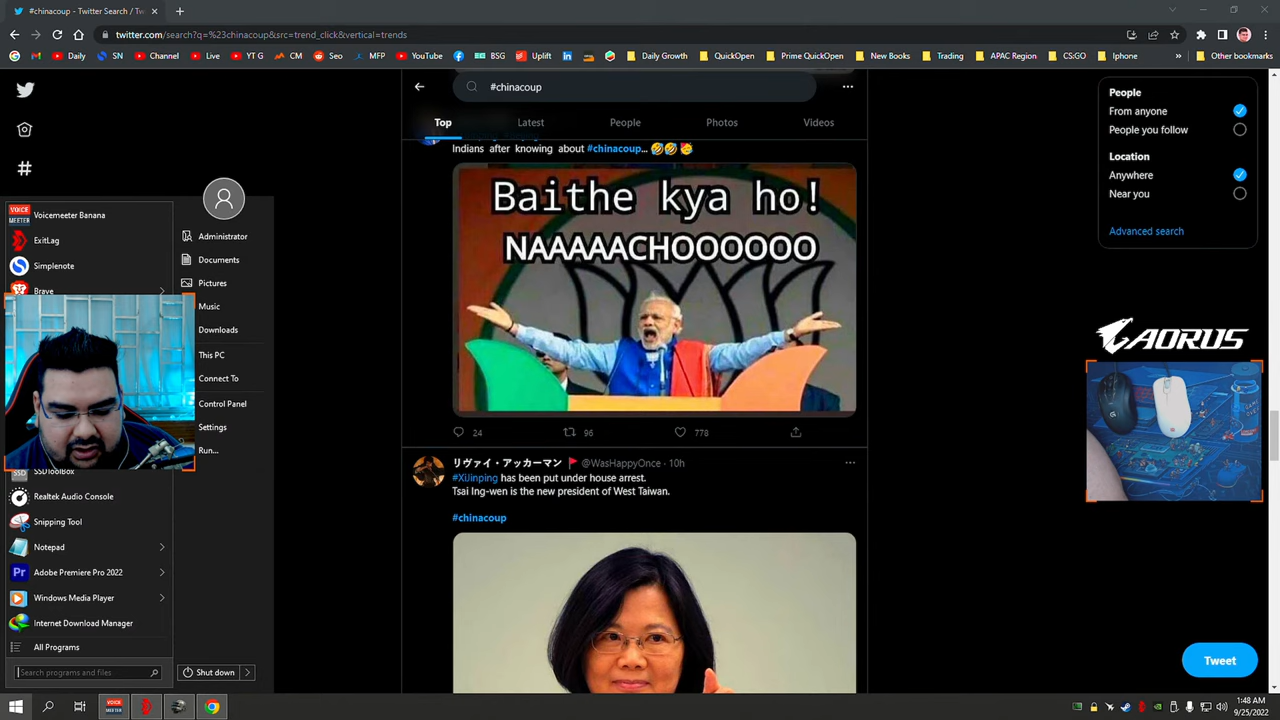 #chinacoup - Twitter Search / Twi
twitter.com/search?q=%23chinacoup&src=trend_click&vertical=trends
Daily
SN
Channel
Live
YT G
CM
Seo
MFP
YouTube
BSG
Uplift
Daily Growth
QuickOpen
Prime QuickOpen
New Books
Trading
APAC Region
CS:GO
Iphone
»
Other bookmarks
#chinacoup
Top
Latest
People
Photos
Videos
Indians after knowing about #chinacoup... 🤣🤣🥳
Baithe kya ho!
NAAAAACHOOOOOO
24
96
778
リヴァイ・アッカーマン 🚩 @WasHappyOnce · 10h
#XiJinping has been put under house arrest.
Tsai Ing-wen is the new president of West Taiwan.
#chinacoup
People
From anyone
People you follow
Location
Anywhere
Near you
Advanced search
AORUS
Tweet
VOICE
MEETER
Voicemeeter Banana
ExitLag
Simplenote
Brave
SSDToolBox
Realtek Audio Console
Snipping Tool
Notepad
Adobe Premiere Pro 2022
Windows Media Player
Internet Download Manager
All Programs
Search programs and files
Administrator
Documents
Pictures
Music
Downloads
This PC
Connect To
Control Panel
Settings
Run...
Shut down
1:48 AM
9/25/2022